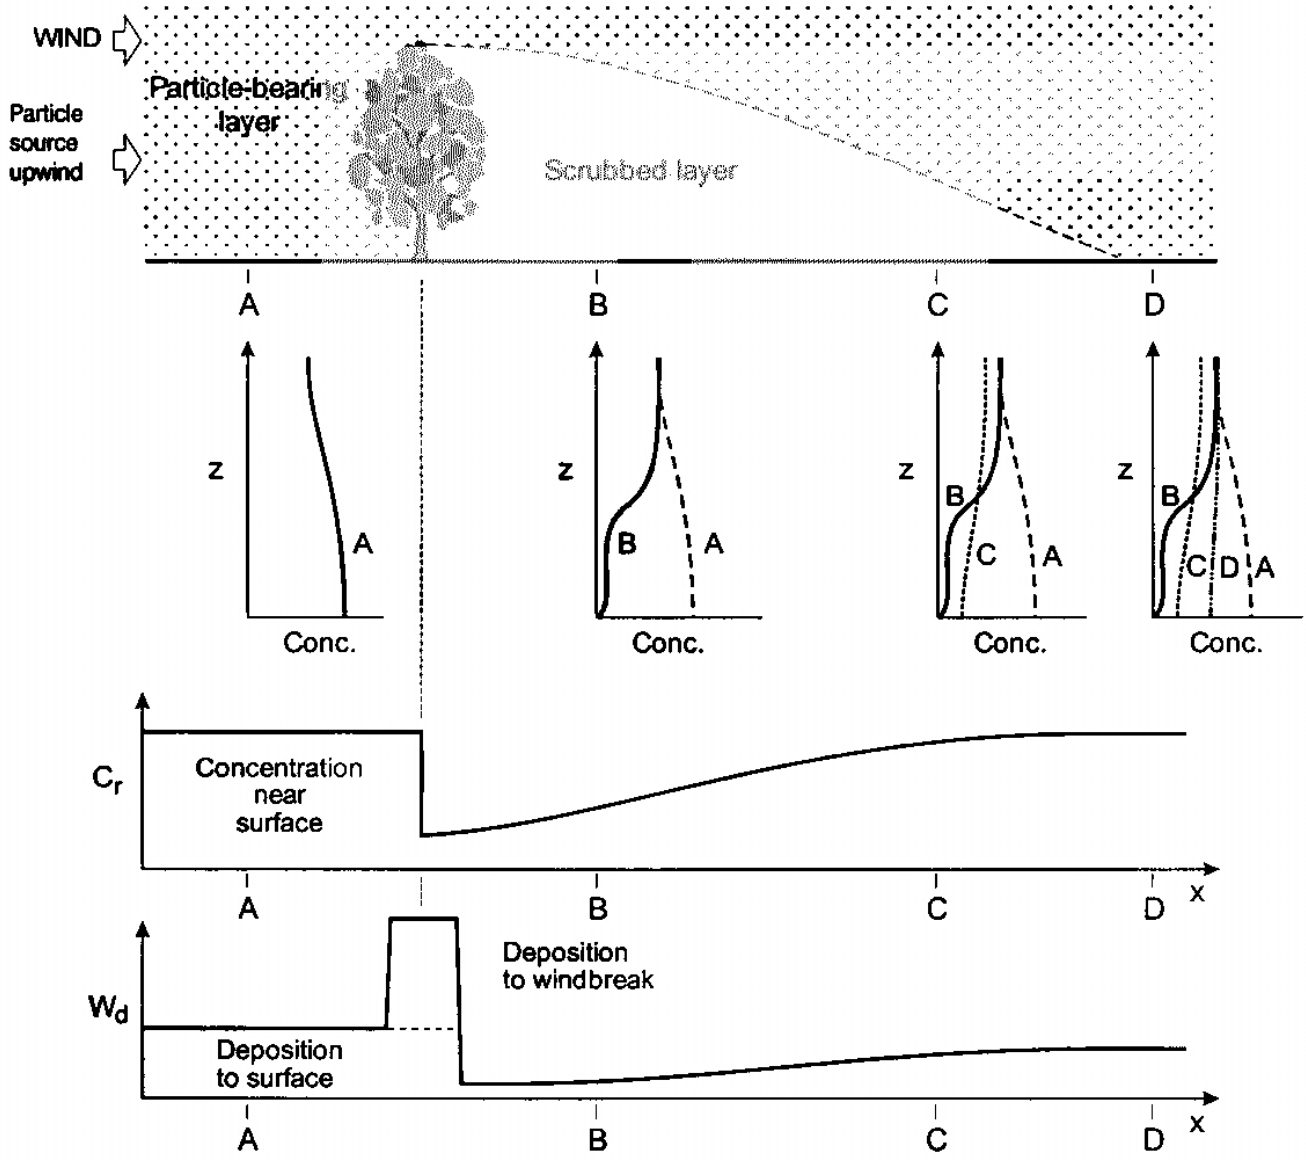 WIND
Particle-bearing
layer
Particle
source
upwind
Scrubbed layer
A
B
C
D
z
A
Conc.
z
B
A
Conc.
z
B
C
A
Conc.
z
B
C
D
A
Conc.
Cr
Concentration
near
surface
A
B
C
D
x
Wd
Deposition
to windbreak
Deposition
to surface
A
B
C
D
x